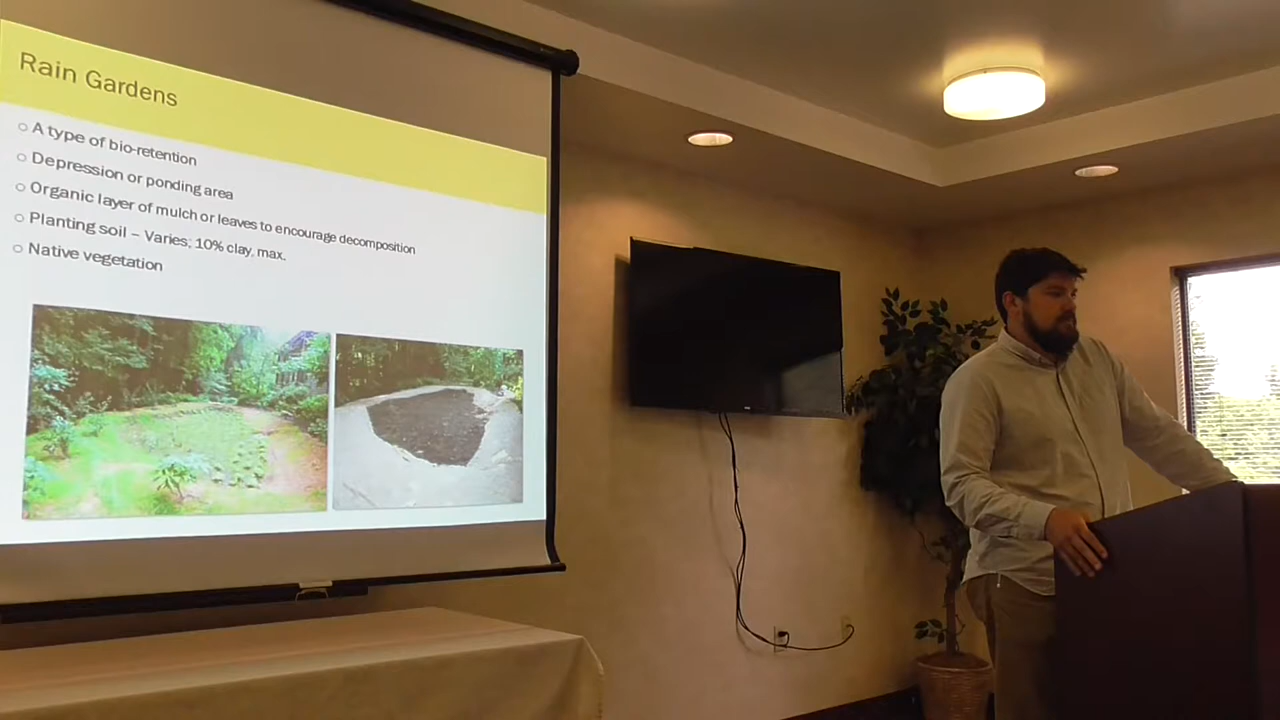 Rain Gardens
A type of bio-retention
Depression or ponding area
Organic layer of mulch or leaves to encourage decomposition
Planting soil – Varies; 10% clay, max.
Native vegetation